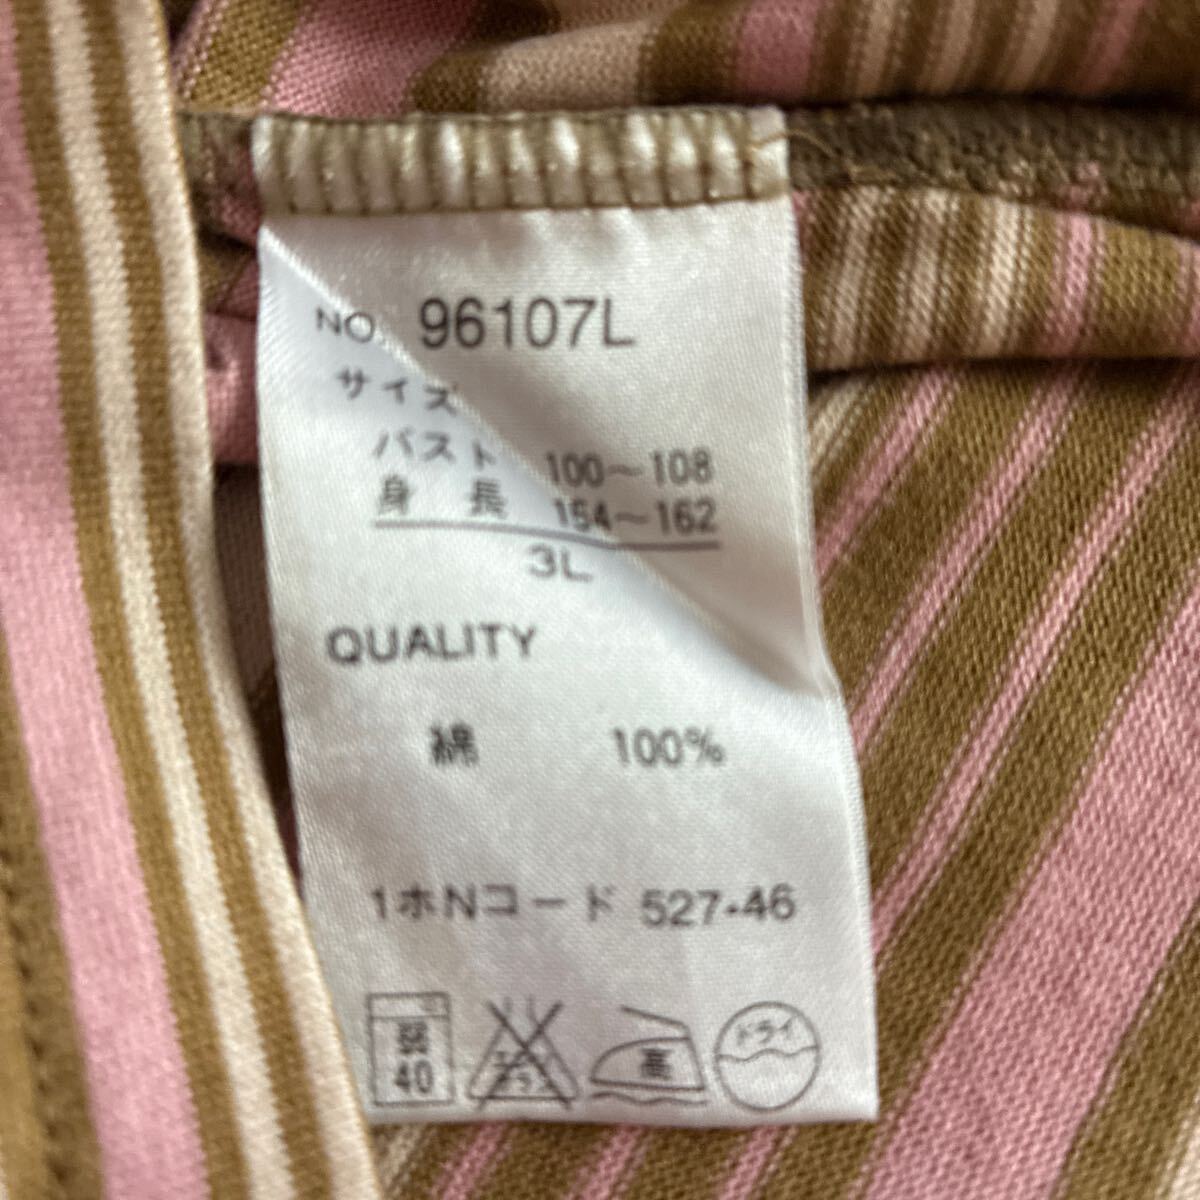 NO. 96107L
サイズ
バスト 100～108
身長 154～162
3L
QUALITY
綿 100%
1ホNコード 527-46
弱 40
高
ドライ